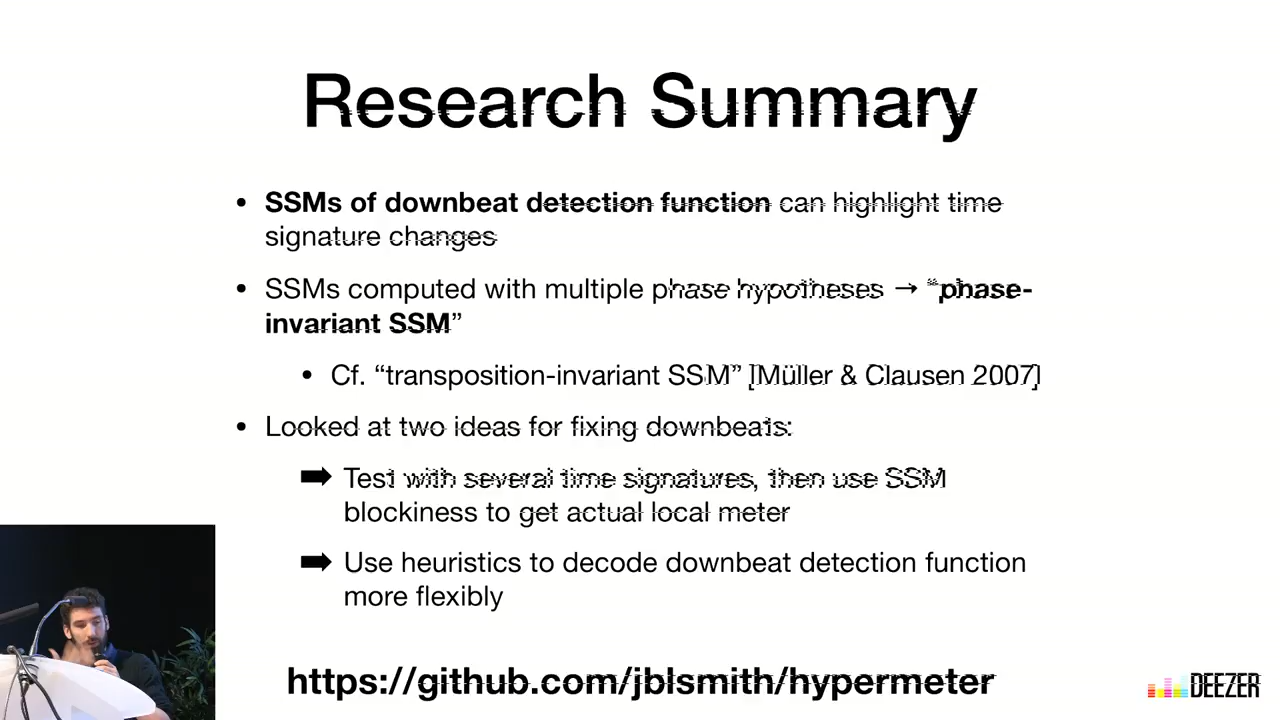 Research Summary
• SSMs of downbeat detection function can highlight time
signature changes
• SSMs computed with multiple phase hypotheses → “phase-
invariant SSM”
• Cf. “transposition-invariant SSM” [Müller & Clausen 2007]
• Looked at two ideas for fixing downbeats:
➡ Test with several time signatures, then use SSM
blockiness to get actual local meter
➡ Use heuristics to decode downbeat detection function
more flexibly
https://github.com/jblsmith/hypermeter
DEEZER